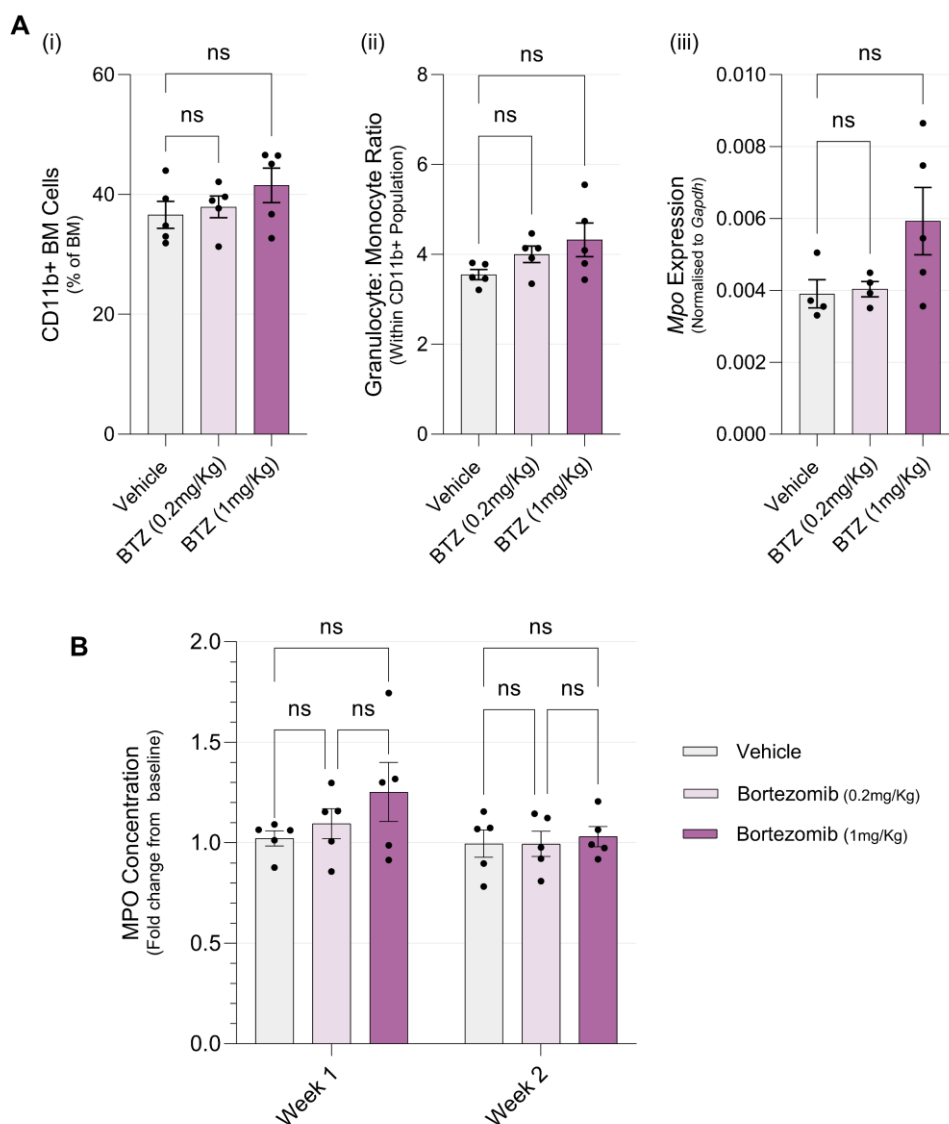 A
(i)
ns
ns
60
40
20
0
CD11b+ BM Cells
(% of BM)
Vehicle
BTZ (0.2mg/Kg)
BTZ (1mg/Kg)
(ii)
ns
ns
8
6
4
2
0
Granulocyte: Monocyte Ratio
(Within CD11b+ Population)
Vehicle
BTZ (0.2mg/Kg)
BTZ (1mg/Kg)
(iii)
ns
ns
0.010
0.008
0.006
0.004
0.002
0.000
Mpo Expression
(Normalised to Gapdh)
Vehicle
BTZ (0.2mg/Kg)
BTZ 1mg/Kg)
B
ns
ns
ns
ns
ns
ns
2.0
1.5
1.0
0.5
0.0
MPO Concentration
(Fold change from baseline)
Week 1
Week 2
Vehicle
Bortezomib (0.2mg/Kg)
Bortezomib (1mg/Kg)